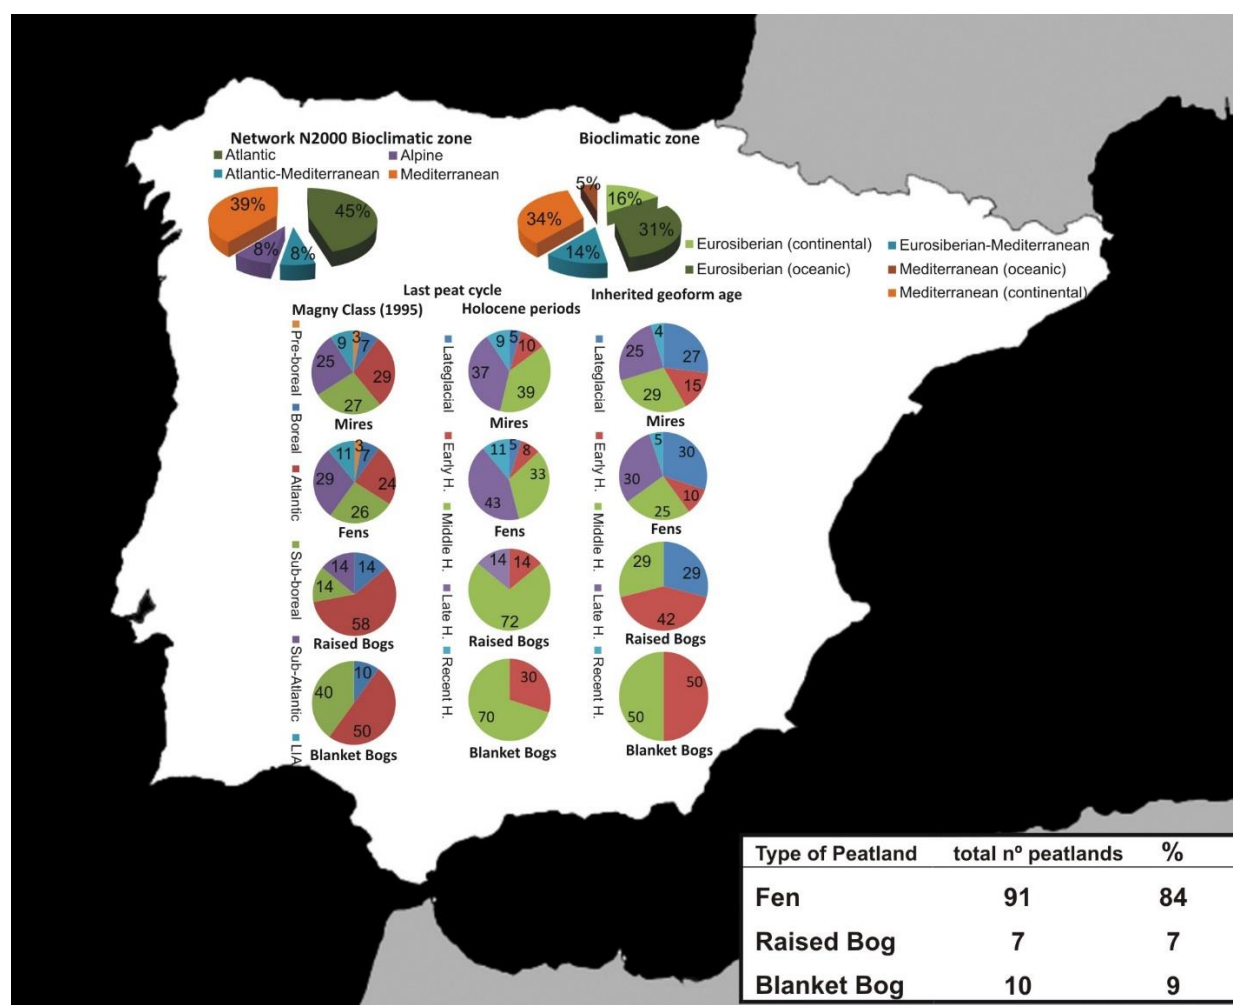 Network N2000 Bioclimatic zone
Atlantic Alpine
Atlantic-Mediterranean Mediterranean
39% 45%
8% 8%
Bioclimatic zone
5% 16%
34% 31%
14%
Eurosiberian (continental) Eurosiberian-Mediterranean
Eurosiberian (oceanic) Mediterranean (oceanic)
Mediterranean (continental)
Last peat cycle
Magny Class (1995) Holocene periods
Inherited geoform age
Pre-boreal
Boreal
Atlantic
Sub-boreal
Sub-Atlantic
LIA
9 3 7
25 29
27
Mires
11 3 7
29 24
26
Fens
14 14
14
58
Raised Bogs
10
40
50
Blanket Bogs
Lateglacial
Early H.
Middle H.
Late H.
Recent H.
9 5 10
37
39
Mires
11 5 8
33
43
Fens
14 14
72
Raised Bogs
30
70
Blanket Bogs
Lateglacial
Early H.
Middle H.
Late H.
Recent H.
4
25 27
29 15
Mires
5
30
30 10
25
Fens
29 29
42
Raised Bogs
50
50
Blanket Bogs
Type of Peatland total nº peatlands %
Fen 91 84
Raised Bog 7 7
Blanket Bog 10 9